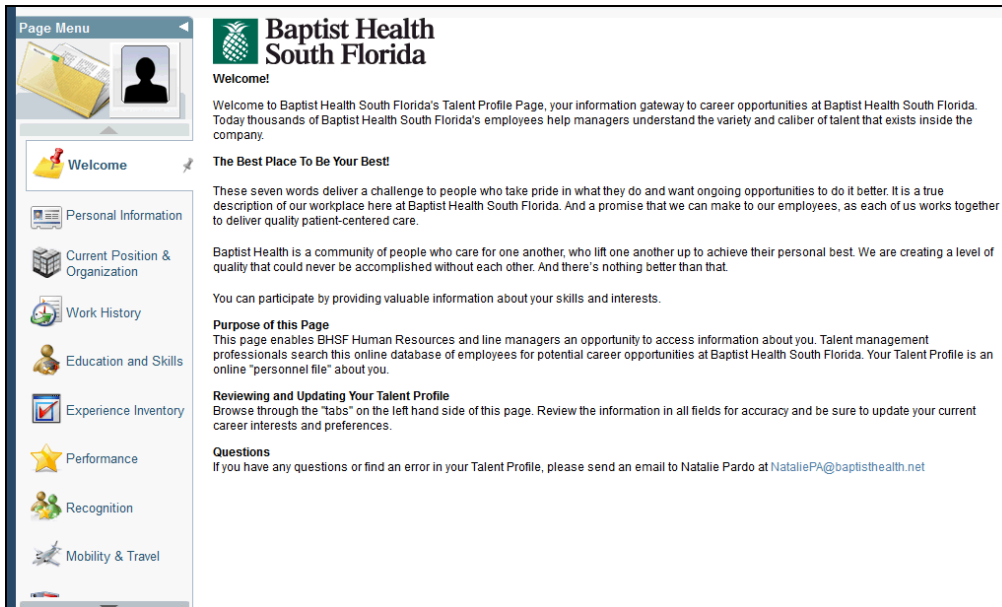 Page Menu
Welcome
Personal Information
Current Position &
Organization
Work History
Education and Skills
Experience Inventory
Performance
Recognition
Mobility & Travel
Baptist Health
South Florida
Welcome!
Welcome to Baptist Health South Florida's Talent Profile Page, your information gateway to career opportunities at Baptist Health South Florida.
Today thousands of Baptist Health South Florida's employees help managers understand the variety and caliber of talent that exists inside the
company.
The Best Place To Be Your Best!
These seven words deliver a challenge to people who take pride in what they do and want ongoing opportunities to do it better. It is a true
description of our workplace here at Baptist Health South Florida. And a promise that we can make to our employees, as each of us works together
to deliver quality patient-centered care.
Baptist Health is a community of people who care for one another, who lift one another up to achieve their personal best. We are creating a level of
quality that could never be accomplished without each other. And there's nothing better than that.
You can participate by providing valuable information about your skills and interests.
Purpose of this Page
This page enables BHSF Human Resources and line managers an opportunity to access information about you. Talent management
professionals search this online database of employees for potential career opportunities at Baptist Health South Florida. Your Talent Profile is an
online "personnel file" about you.
Reviewing and Updating Your Talent Profile
Browse through the "tabs" on the left hand side of this page. Review the information in all fields for accuracy and be sure to update your current
career interests and preferences.
Questions
If you have any questions or find an error in your Talent Profile, please send an email to Natalie Pardo at NataliePA@baptisthealth.net